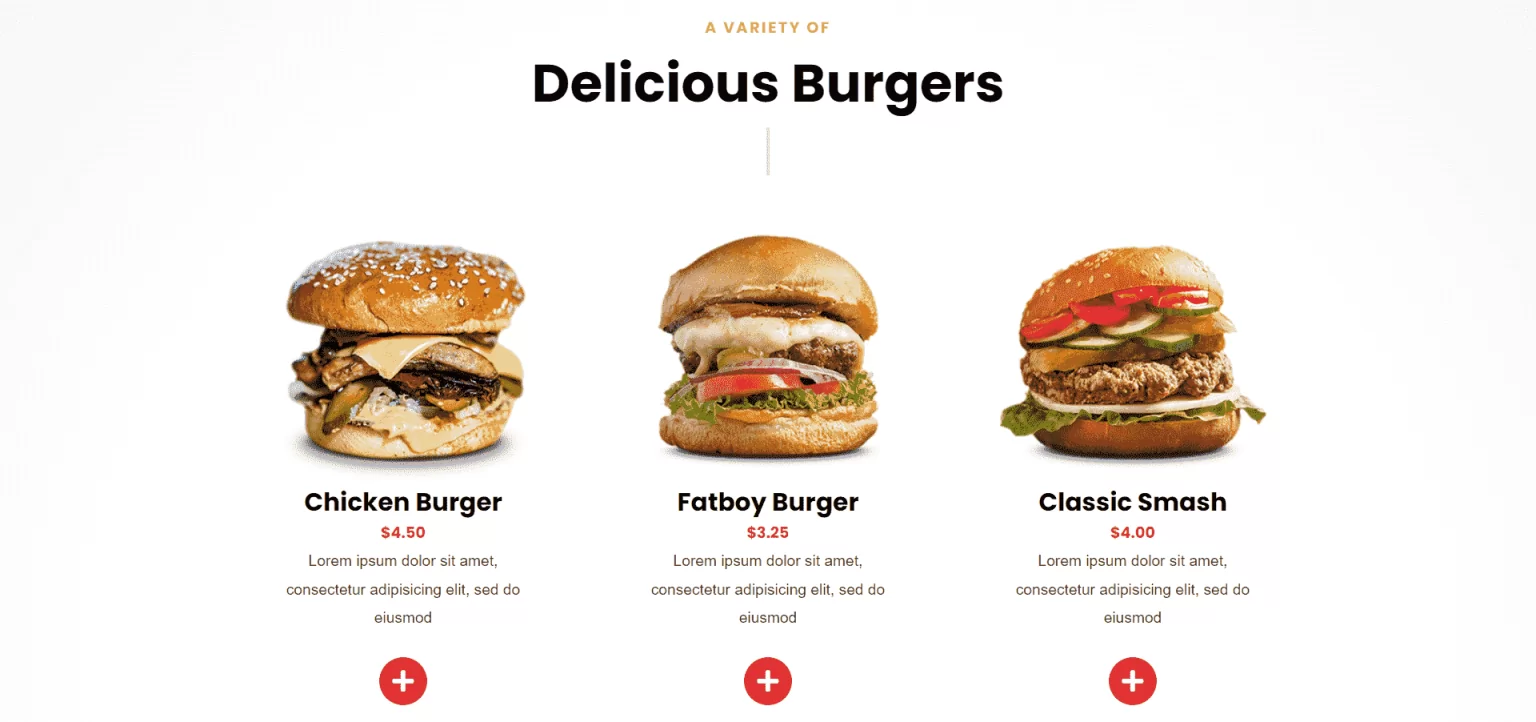 A VARIETY OF
Delicious Burgers
Chicken Burger
$4.50
Lorem ipsum dolor sit amet,
consectetur adipisicing elit, sed do
eiusmod
Fatboy Burger
$3.25
Lorem ipsum dolor sit amet,
consectetur adipisicing elit, sed do
eiusmod
Classic Smash
$4.00
Lorem ipsum dolor sit amet,
consectetur adipisicing elit, sed do
eiusmod